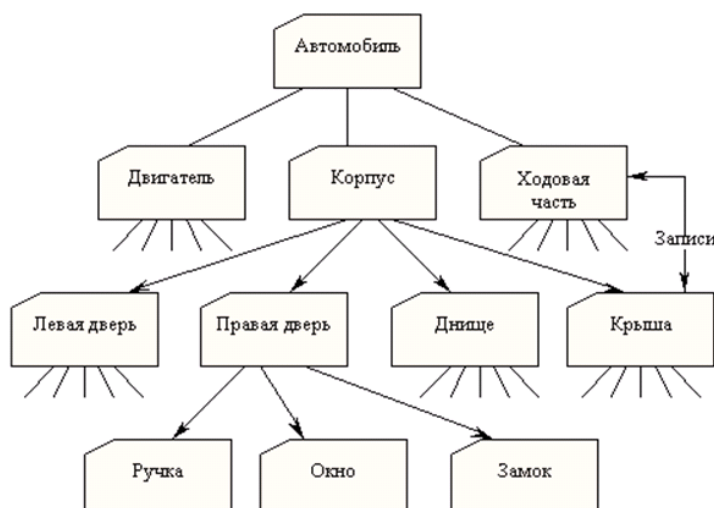 Автомобиль
Двигатель
Корпус
Ходовая
часть
Записи
Левая дверь
Правая дверь
Днище
Крыша
Ручка
Окно
Замок